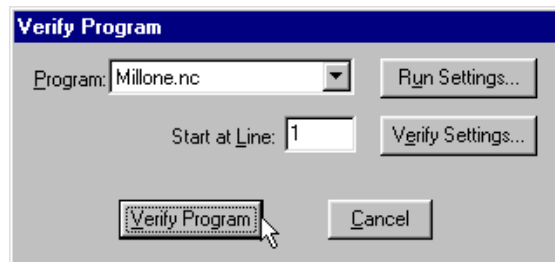 Verify Program
Program: Millone.nc Run Settings...
Start at Line: 1 Verify Settings...
Verify Program Cancel